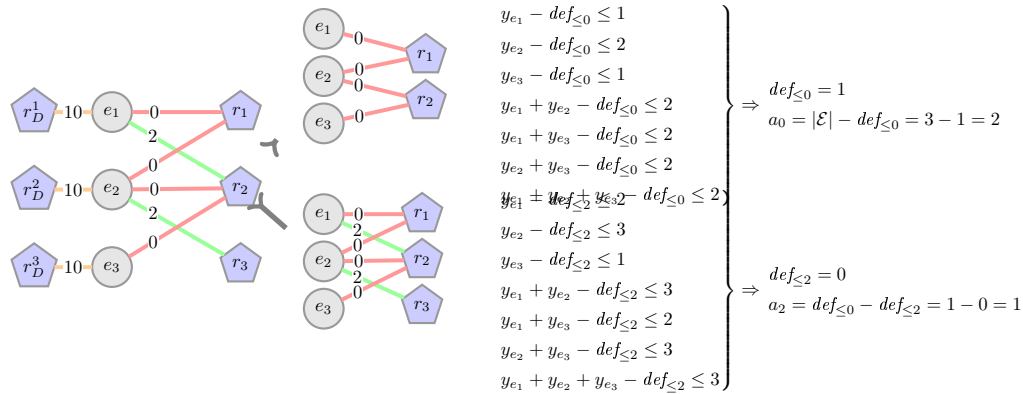 r_D^1 10 e_1 0 r_1
2
0
r_D^2 10 e_2 0 r_2
2
0
r_D^3 10 e_3 r_3
e_1 0 r_1
e_2 0 0 r_2
e_3 0
e_1 0 r_1
2
0
e_2 0 r_2
2
0
e_3 r_3
y_{e_1} − def_{≤0} ≤ 1
y_{e_2} − def_{≤0} ≤ 2
y_{e_3} − def_{≤0} ≤ 1
y_{e_1} + y_{e_2} − def_{≤0} ≤ 2
y_{e_1} + y_{e_3} − def_{≤0} ≤ 2
y_{e_2} + y_{e_3} − def_{≤0} ≤ 2
y_{e_1} + y_{e_2} + y_{e_3} − def_{≤0} ≤ 2
⇒ def_{≤0} = 1
a_0 = |ℰ| − def_{≤0} = 3 − 1 = 2
y_{e_1} − def_{≤2} ≤ 2
y_{e_2} − def_{≤2} ≤ 3
y_{e_3} − def_{≤2} ≤ 1
y_{e_1} + y_{e_2} − def_{≤2} ≤ 3
y_{e_1} + y_{e_3} − def_{≤2} ≤ 2
y_{e_2} + y_{e_3} − def_{≤2} ≤ 3
y_{e_1} + y_{e_2} + y_{e_3} − def_{≤2} ≤ 3
⇒ def_{≤2} = 0
a_2 = def_{≤0} − def_{≤2} = 1 − 0 = 1